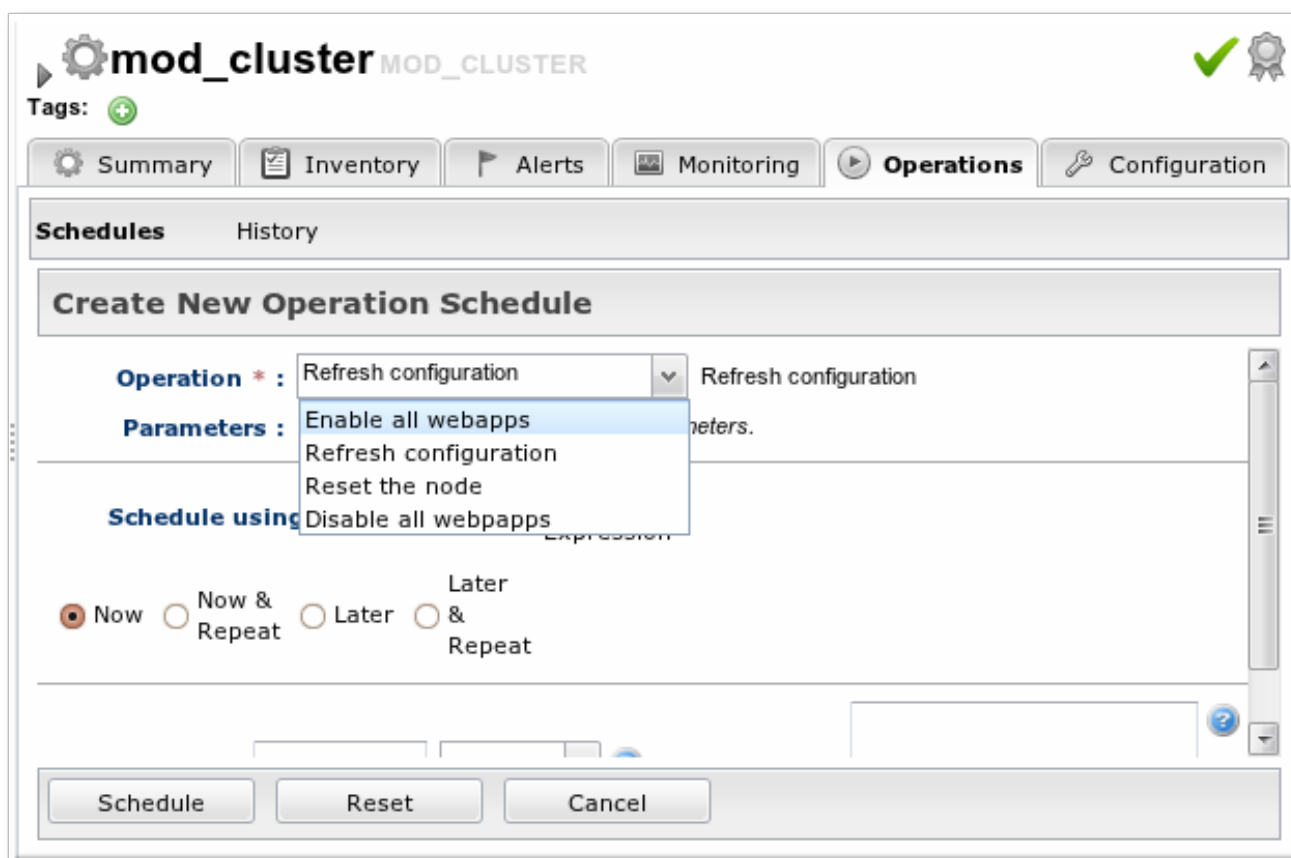 mod_cluster MOD_CLUSTER
Tags:
Summary Inventory Alerts Monitoring Operations Configuration
Schedules History
Create New Operation Schedule
Operation * : Refresh configuration Refresh configuration
Parameters :
Enable all webapps
Refresh configuration
Reset the node
Disable all webpapps
Schedule using
Now
Now &
Repeat
Later
Later
&
Repeat
Schedule Reset Cancel